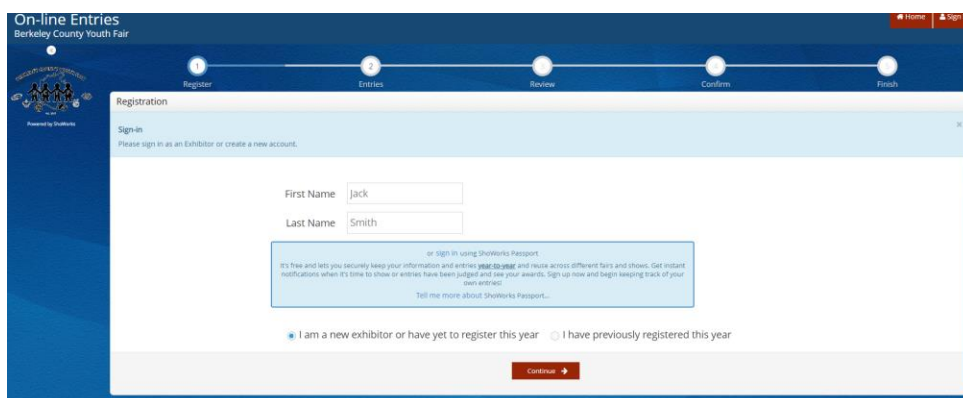 On-line Entries
Berkeley County Youth Fair
Home
Sign
1
2
Register
Entries
Review
Confirm
Finish
Powered by ShoWorks
Registration
Sign-in
Please sign in as an Exhibitor or create a new account.
First Name Jack
Last Name Smith
or sign in using ShoWorks Passport
It's free and lets you securely keep your information and entries year-to-year and reuse across different fairs and shows. Get instant
notifications when it's time to show or entries have been judged and see your awards. Sign up now and begin keeping track of your
own entries!
Tell me more about ShoWorks Passport...
I am a new exhibitor or have yet to register this year I have previously registered this year
Continue